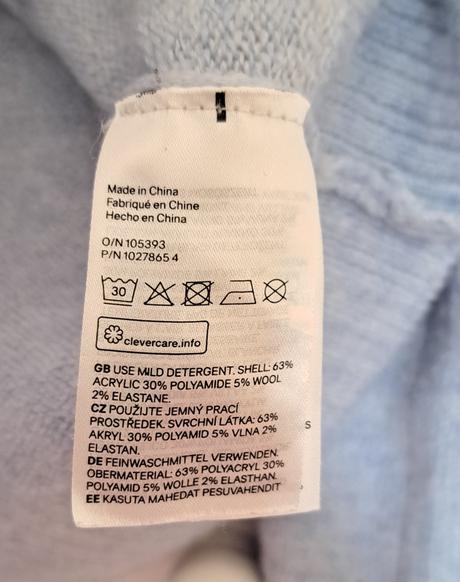 Made in China
Fabriqué en Chine
Hecho en China
O/N 105393
P/N 1027865 4
30
clevercare.info
GB USE MILD DETERGENT. SHELL: 63%
ACRYLIC 30% POLYAMIDE 5% WOOL
2% ELASTANE.
CZ POUŽIJTE JEMNÝ PRACÍ
PROSTŘEDEK. SVRCHNÍ LÁTKA: 63%
AKRYL 30% POLYAMID 5% VLNA 2%
ELASTAN.
S
DE FEINWASCHMITTEL VERWENDEN.
OBERMATERIAL: 63% POLYACRYL 30%
POLYAMID 5% WOLLE 2% ELASTHAN.
EE KASUTA MAHEDAT PESUVAHENDIT